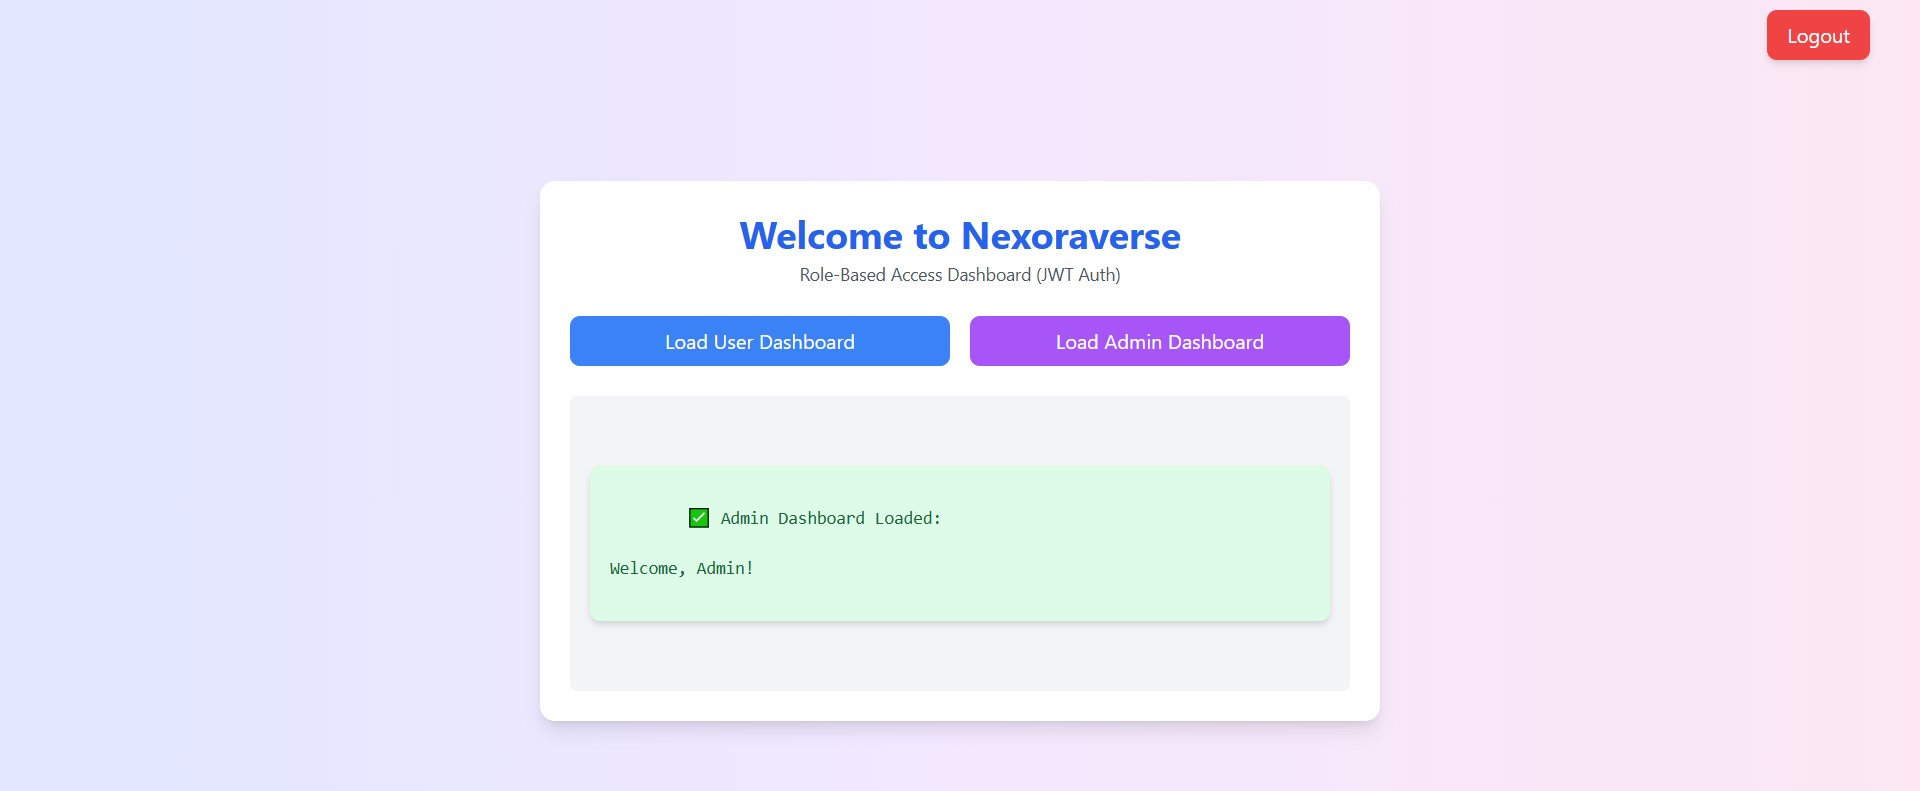 Logout
Welcome to Nexoraverse
Role-Based Access Dashboard (JWT Auth)
Load User Dashboard
Load Admin Dashboard
✅ Admin Dashboard Loaded:
Welcome, Admin!